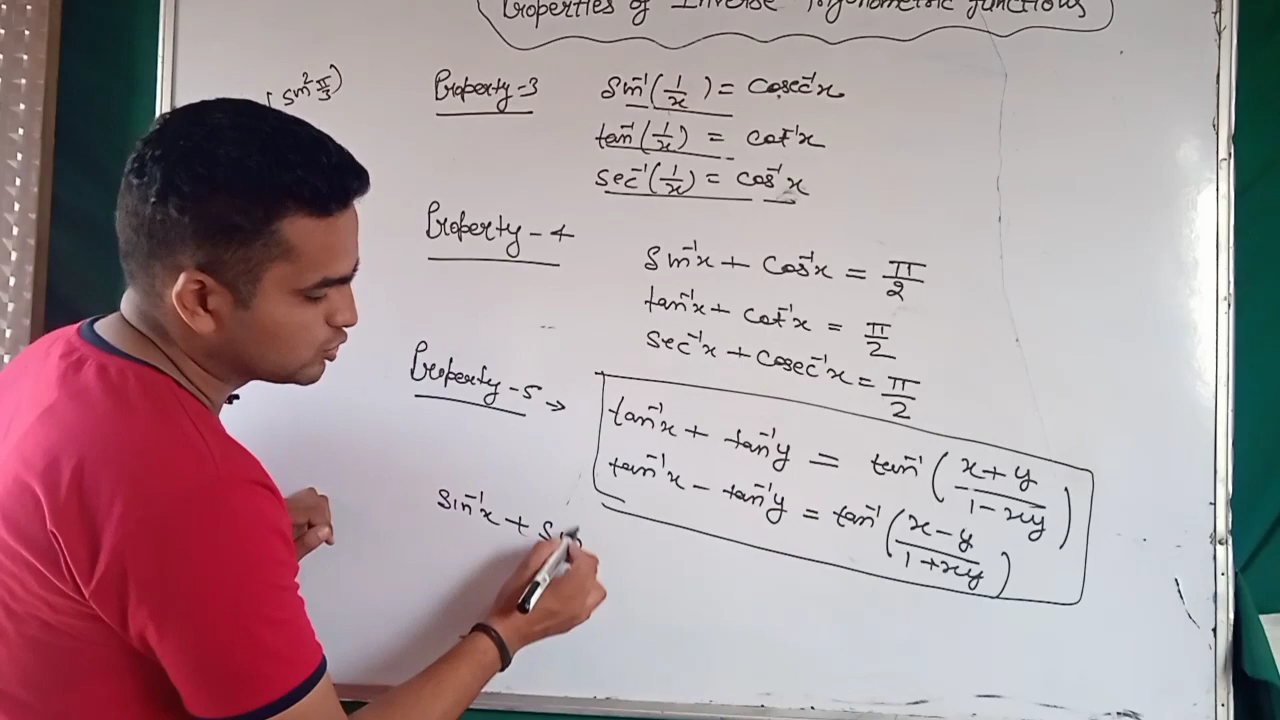 Properties of Inverse Trigonometric functions
sin² π/3)
Property-3
sin⁻¹(1/x) = cosec⁻¹x
tan⁻¹(1/x) = cot⁻¹x
sec⁻¹(1/x) = cos⁻¹x
Property-4
sin⁻¹x + cos⁻¹x = π/2
tan⁻¹x + cot⁻¹x = π/2
sec⁻¹x + cosec⁻¹x = π/2
Property-5 →
tan⁻¹x + tan⁻¹y = tan⁻¹((x+y)/(1-xy))
tan⁻¹x - tan⁻¹y = tan⁻¹((x-y)/(1+xy))
sin⁻¹x + sin